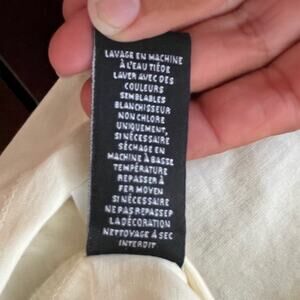 LAVAGE EN MACHINE
À L'EAU TIÈDE
LAVER AVEC DES
COULEURS
SEMBLABLES
BLANCHISSEUR
NON CHLORE
UNIQUEMENT,
SI NÉCESSAIRE
SÉCHAGE EN
MACHINE À BASSE
TEMPÉRATURE
REPASSER À
FER MOYEN
SI NÉCESSAIRE
NE PAS REPASSEP
LA DÉCORATION
NETTOYAGE À SEC
INTERDIT